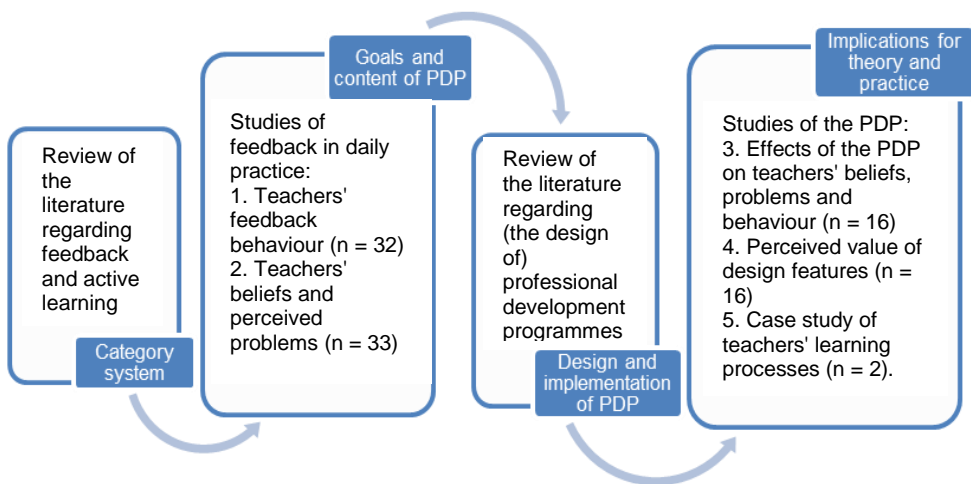 Review of
the
literature
regarding
feedback
and active
learning
Category
system
Goals and
content of PDP
Studies of
feedback in daily
practice:
1. Teachers'
feedback
behaviour (n = 32)
2. Teachers'
beliefs and
perceived
problems (n = 33)
Review of
the literature
regarding
(the design
of)
professional
development
programmes
Design and
implementation
of PDP
Implications for
theory and
practice
Studies of the PDP:
3. Effects of the PDP
on teachers' beliefs,
problems and
behaviour (n = 16)
4. Perceived value of
design features (n =
16)
5. Case study of
teachers' learning
processes (n = 2).